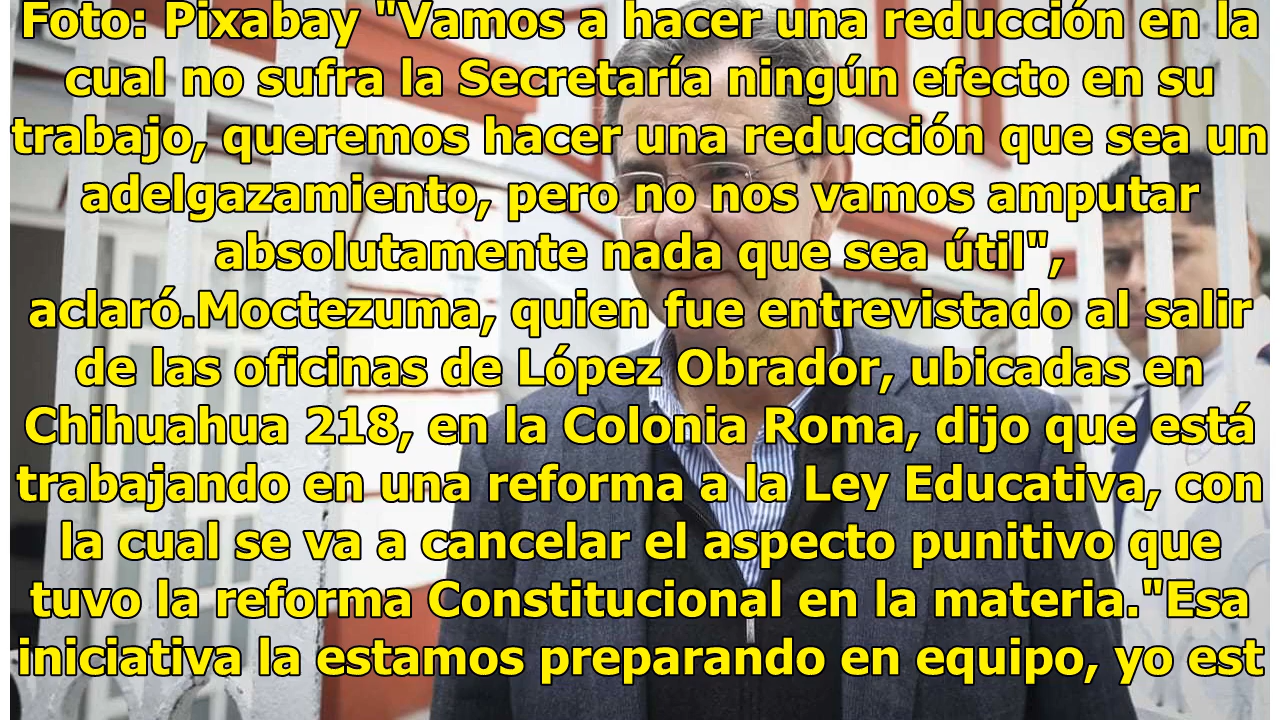 Foto: Pixabay "Vamos a hacer una reducción en la
cual no sufra la Secretaría ningún efecto en su
trabajo, queremos hacer una reducción que sea un
adelgazamiento, pero no nos vamos amputar
absolutamente nada que sea útil",
aclaró.Moctezuma, quien fue entrevistado al salir
de las oficinas de López Obrador, ubicadas en
Chihuahua 218, en la Colonia Roma, dijo que está
trabajando en una reforma a la Ley Educativa, con
la cual se va a cancelar el aspecto punitivo que
tuvo la reforma Constitucional en la materia."Esa
iniciativa la estamos preparando en equipo, yo est